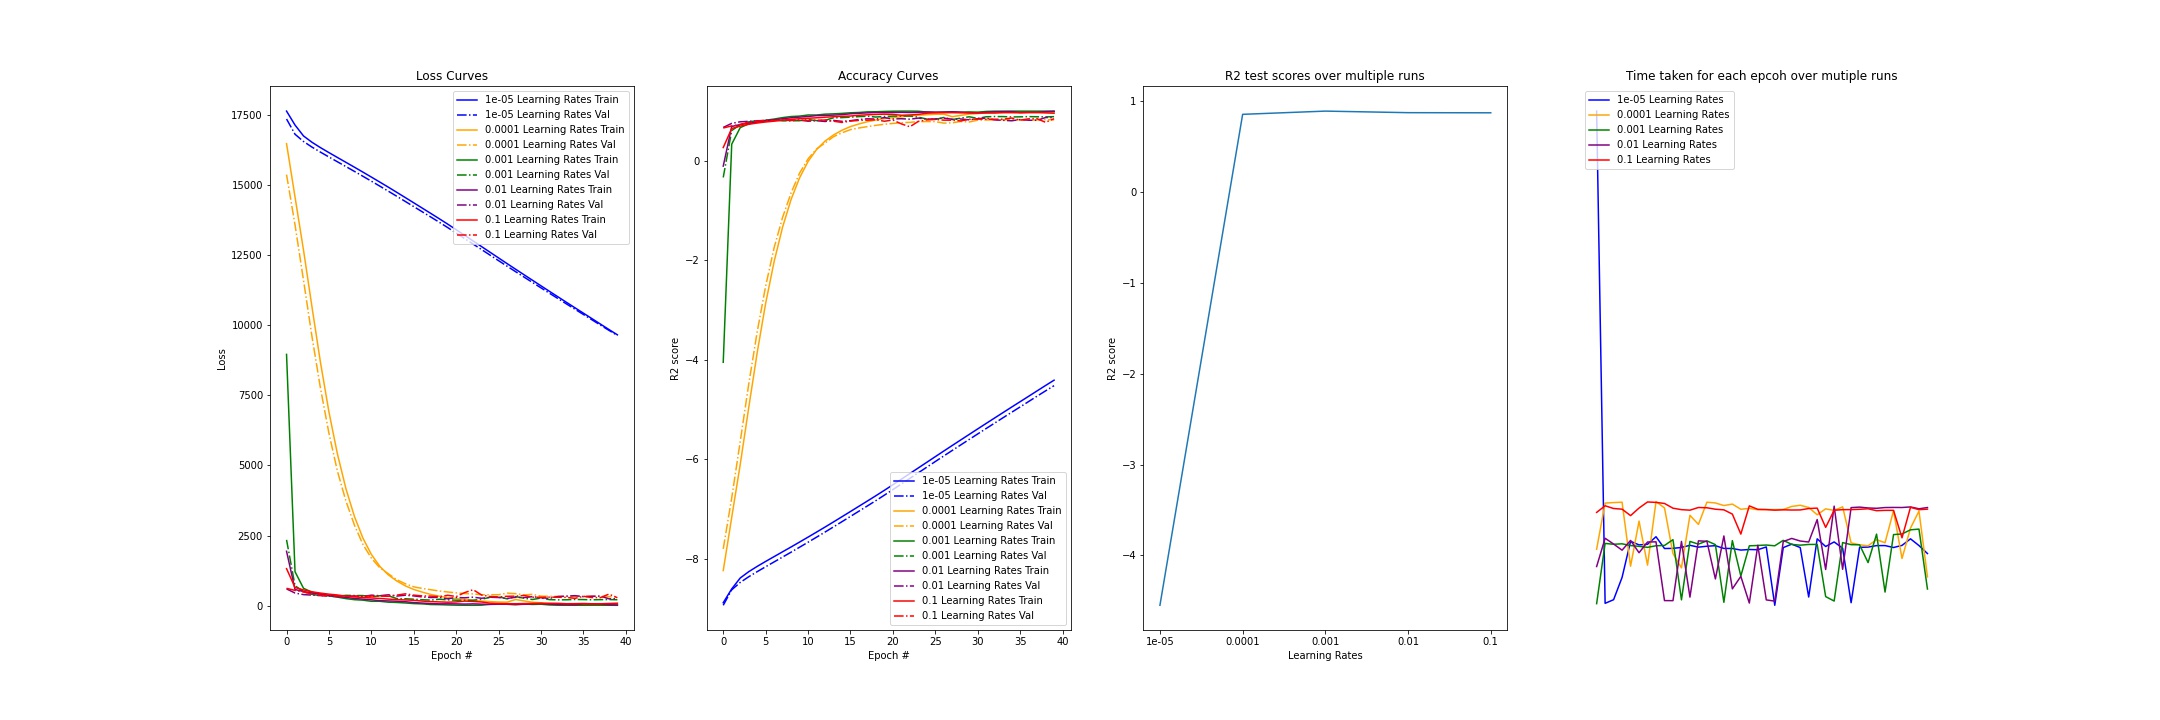 Loss Curves
17500
15000
12500
10000
7500
5000
2500
0
Loss
0 5 10 15 20 25 30 35 40
Epoch #
1e-05 Learning Rates Train
1e-05 Learning Rates Val
0.0001 Learning Rates Train
0.0001 Learning Rates Val
0.001 Learning Rates Train
0.001 Learning Rates Val
0.01 Learning Rates Train
0.01 Learning Rates Val
0.1 Learning Rates Train
0.1 Learning Rates Val
Accuracy Curves
0
−2
−4
−6
−8
R2 score
0 5 10 15 20 25 30 35 40
Epoch #
1e-05 Learning Rates Train
1e-05 Learning Rates Val
0.0001 Learning Rates Train
0.0001 Learning Rates Val
0.001 Learning Rates Train
0.001 Learning Rates Val
0.01 Learning Rates Train
0.01 Learning Rates Val
0.1 Learning Rates Train
0.1 Learning Rates Val
R2 test scores over multiple runs
1
0
−1
−2
−3
−4
R2 score
1e-05 0.0001 0.001 0.01 0.1
Learning Rates
Time taken for each epcoh over mutiple runs
1e-05 Learning Rates
0.0001 Learning Rates
0.001 Learning Rates
0.01 Learning Rates
0.1 Learning Rates